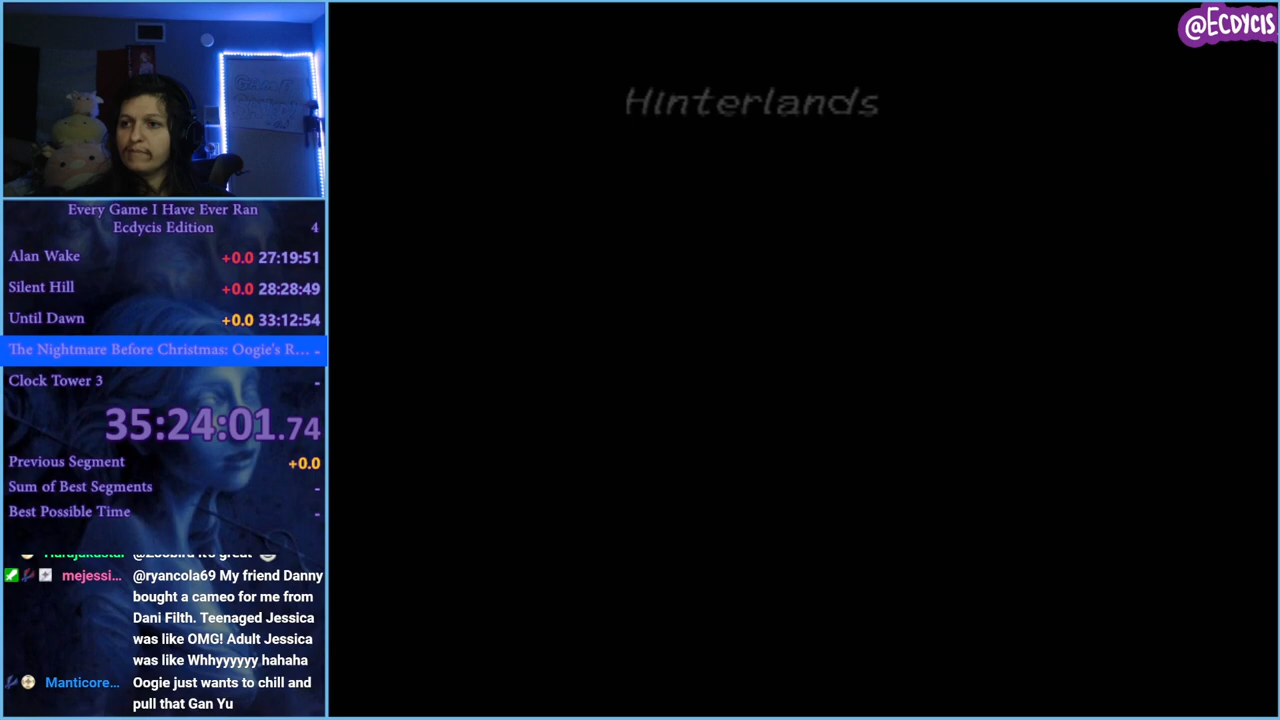 @ECDYCIS
Hinterlands
Every Game I Have Ever Ran
Ecdycis Edition 4
Alan Wake +0.0 27:19:51
Silent Hill +0.0 28:28:49
Until Dawn +0.0 33:12:54
The Nightmare Before Christmas: Oogie's R... -
Clock Tower 3 -
35:24:01.74
Previous Segment +0.0
Sum of Best Segments -
Best Possible Time -
mejessi... @ryancola69 My friend Danny
bought a cameo for me from
Dani Filth. Teenaged Jessica
was like OMG! Adult Jessica
was like Whhyyyyyy hahaha
Manticore... Oogie just wants to chill and
pull that Gan Yu